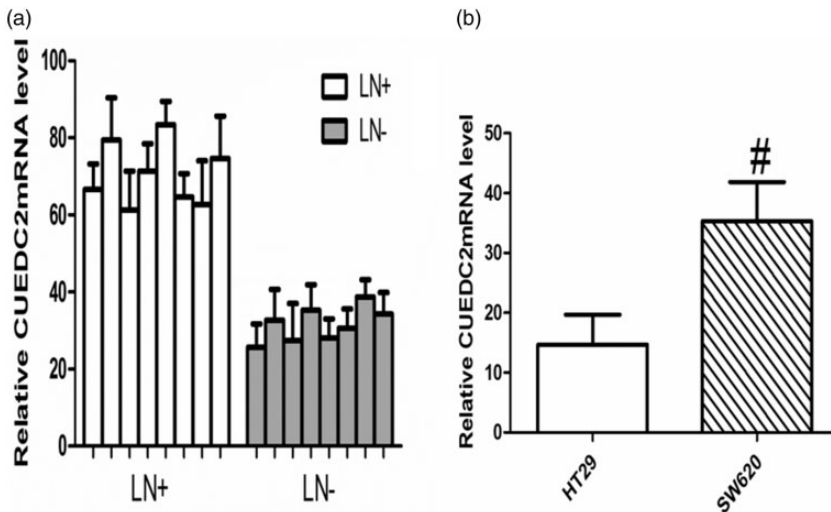 (a)
Relative CUEDC2mRNA level
100
80
60
40
20
0
LN+
LN-
LN+
LN-
(b)
Relative CUEDC2mRNA level
50
40
30
20
10
0
#
HT29
SW620